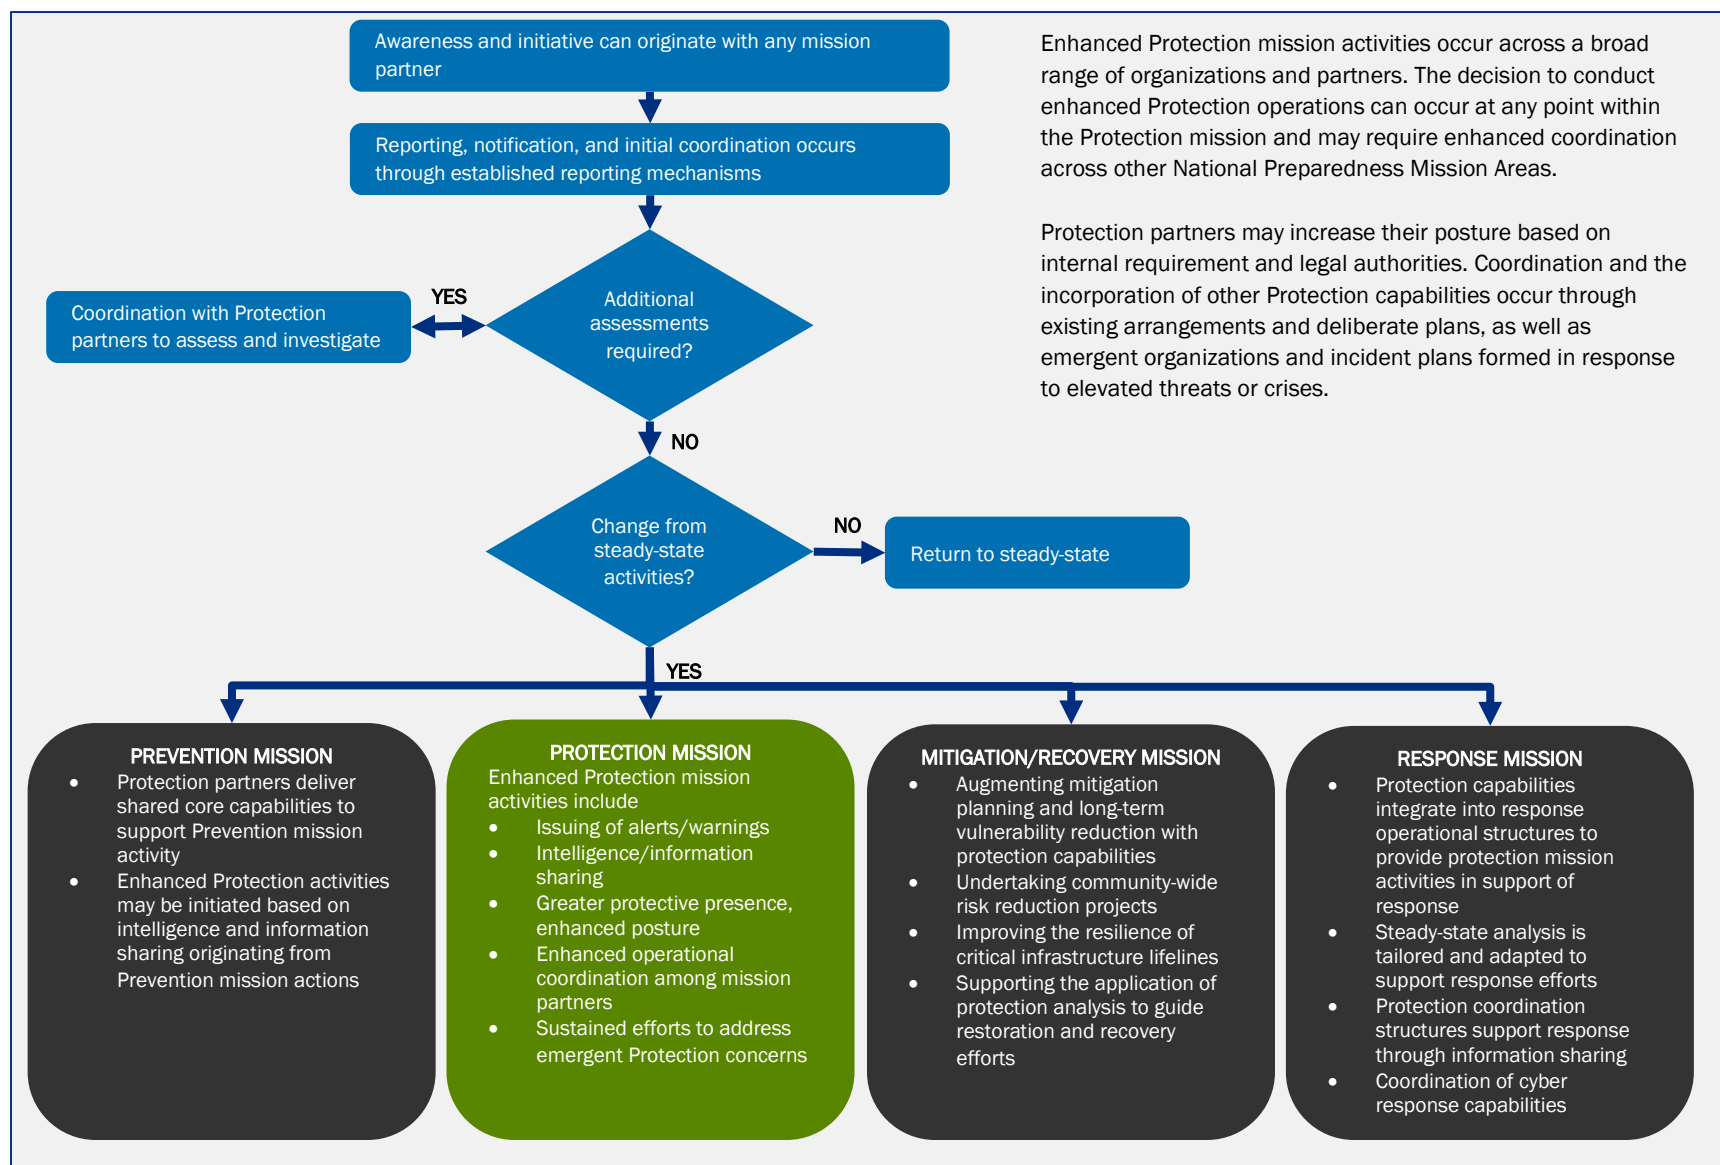 Awareness and initiative can originate with any mission
partner
Reporting, notification, and initial coordination occurs
through established reporting mechanisms
Enhanced Protection mission activities occur across a broad
range of organizations and partners. The decision to conduct
enhanced Protection operations can occur at any point within
the Protection mission and may require enhanced coordination
across other National Preparedness Mission Areas.
Protection partners may increase their posture based on
internal requirement and legal authorities. Coordination and the
incorporation of other Protection capabilities occur through
existing arrangements and deliberate plans, as well as
emergent organizations and incident plans formed in response
to elevated threats or crises.
Additional
assessments
required?
YES
Coordination with Protection
partners to assess and investigate
NO
Change from
steady-state
activities?
NO
Return to steady-state
YES
PREVENTION MISSION
• Protection partners deliver
shared core capabilities to
support Prevention mission
activity
• Enhanced Protection activities
may be initiated based on
intelligence and information
sharing originating from
Prevention mission actions
PROTECTION MISSION
Enhanced Protection mission
activities include
• Issuing of alerts/warnings
• Intelligence/information
sharing
• Greater protective presence,
enhanced posture
• Enhanced operational
coordination among mission
partners
• Sustained efforts to address
emergent Protection concerns
MITIGATION/RECOVERY MISSION
• Augmenting mitigation
planning and long-term
vulnerability reduction with
protection capabilities
• Undertaking community-wide
risk reduction projects
• Improving the resilience of
critical infrastructure lifelines
• Supporting the application of
protection analysis to guide
restoration and recovery
efforts
RESPONSE MISSION
• Protection capabilities
integrate into response
operational structures to
provide protection mission
activities in support of
response
• Steady-state analysis is
tailored and adapted to
support response efforts
• Protection coordination
structures support response
through information sharing
• Coordination of cyber
response capabilities